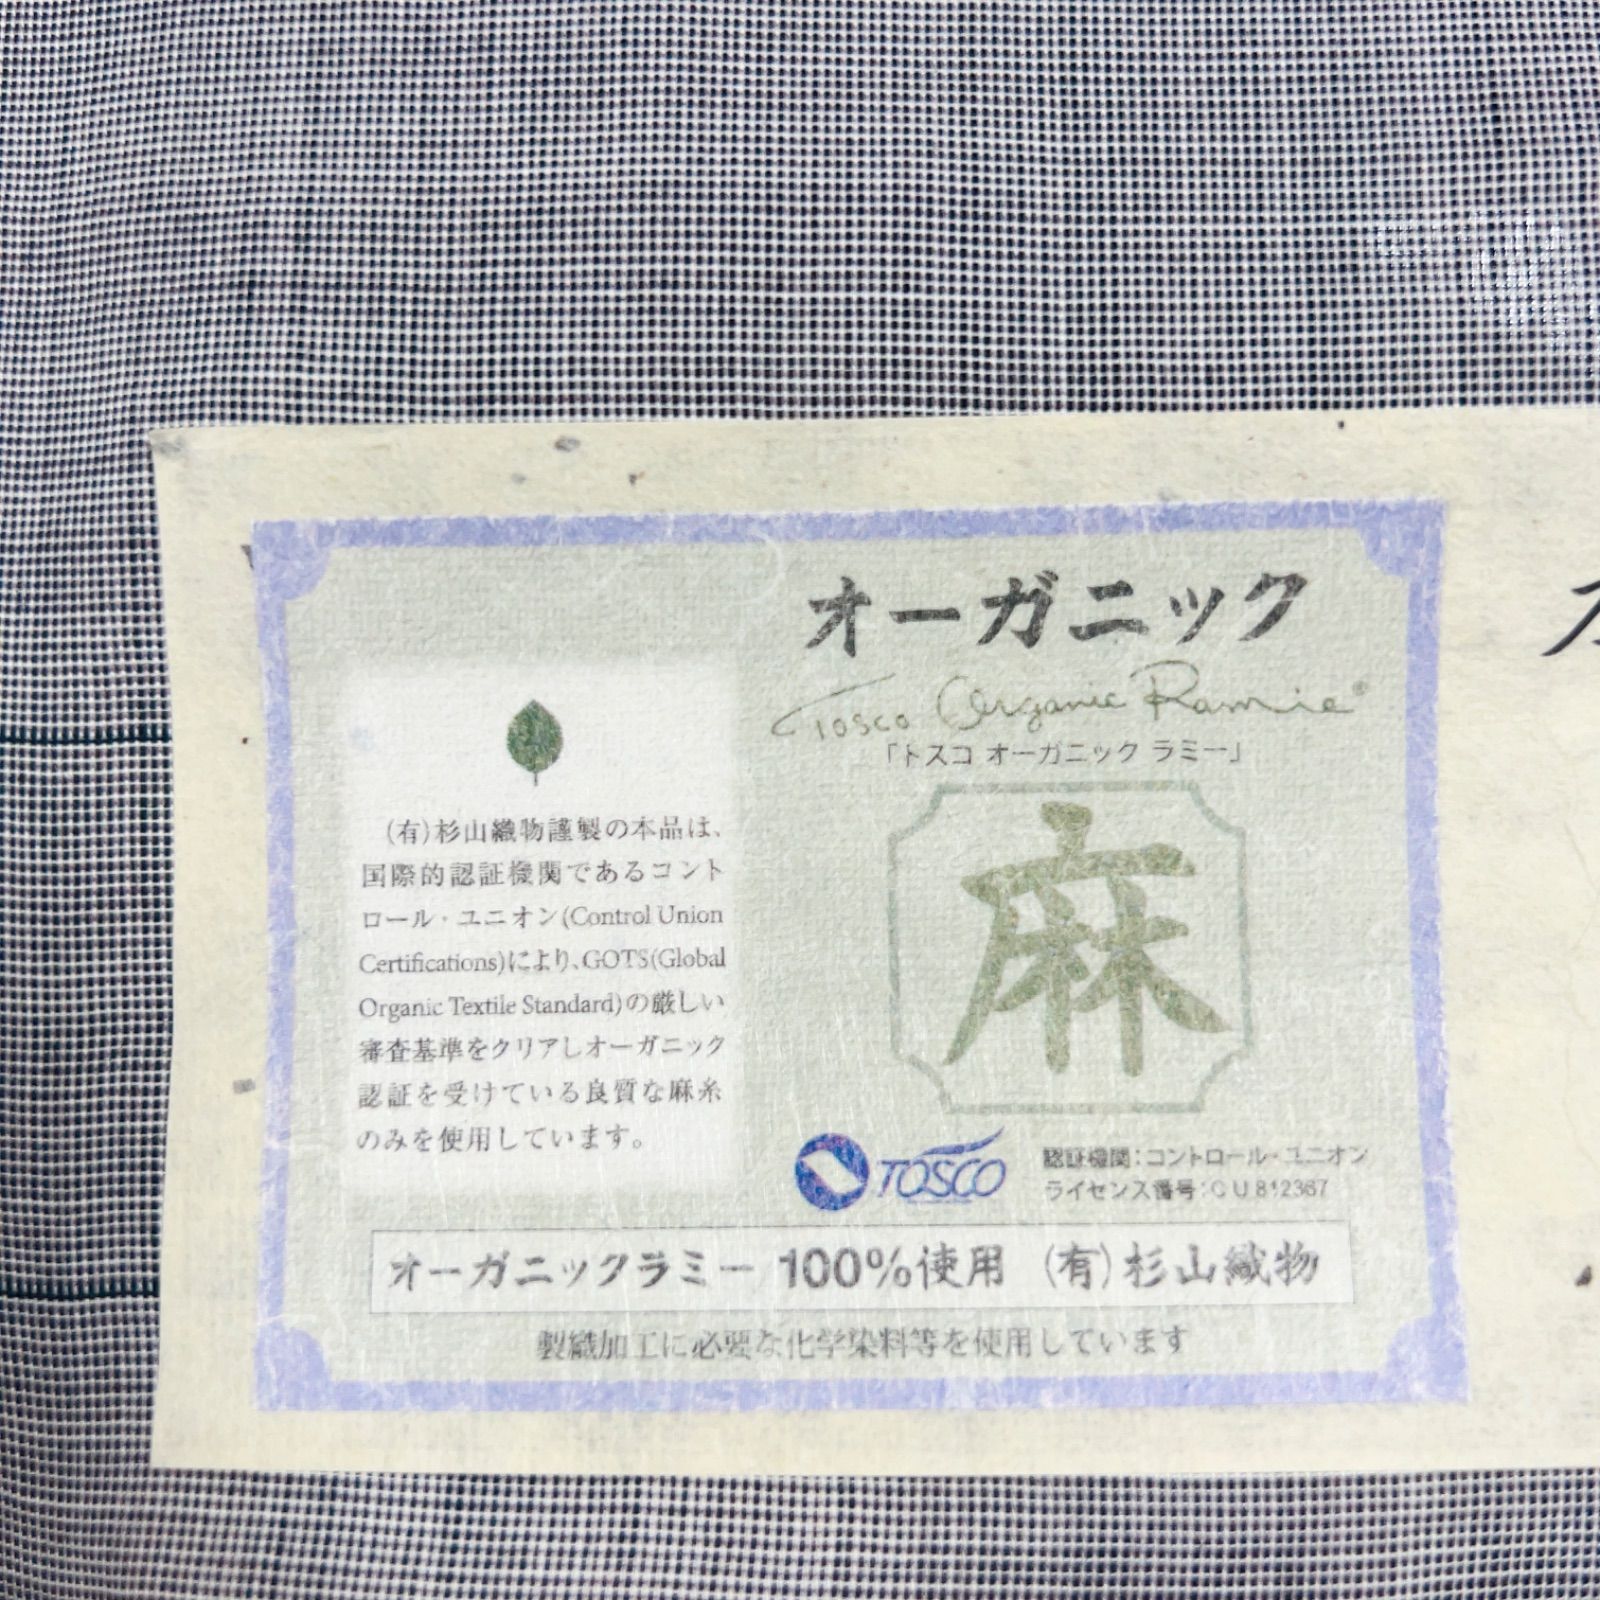 オーガニック
Tosco Organic Ramie®
「トスコ オーガニック ラミー」
麻
(有)杉山織物謹製の本品は、
国際的認証機関であるコント
ロール・ユニオン(Control Union
Certifications)により、GOTS(Global
Organic Textile Standard)の厳しい
審査基準をクリアしオーガニック
認証を受けている良質な麻糸
のみを使用しています。
TOSCO
認証機関：コントロール・ユニオン
ライセンス番号：CU812367
オーガニックラミー 100%使用 (有)杉山織物
製織加工に必要な化学染料等を使用しています